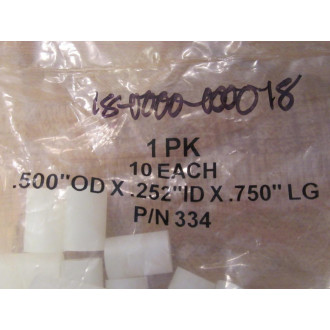 18-0000-000018
1 PK
10 EACH
.500"OD X .252"ID X .750" LG
P/N 334